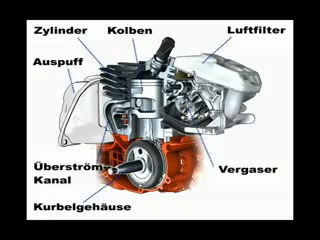 Zylinder Kolben Luftfilter
Auspuff
Überström-
Kanal
Vergaser
Kurbelgehäuse